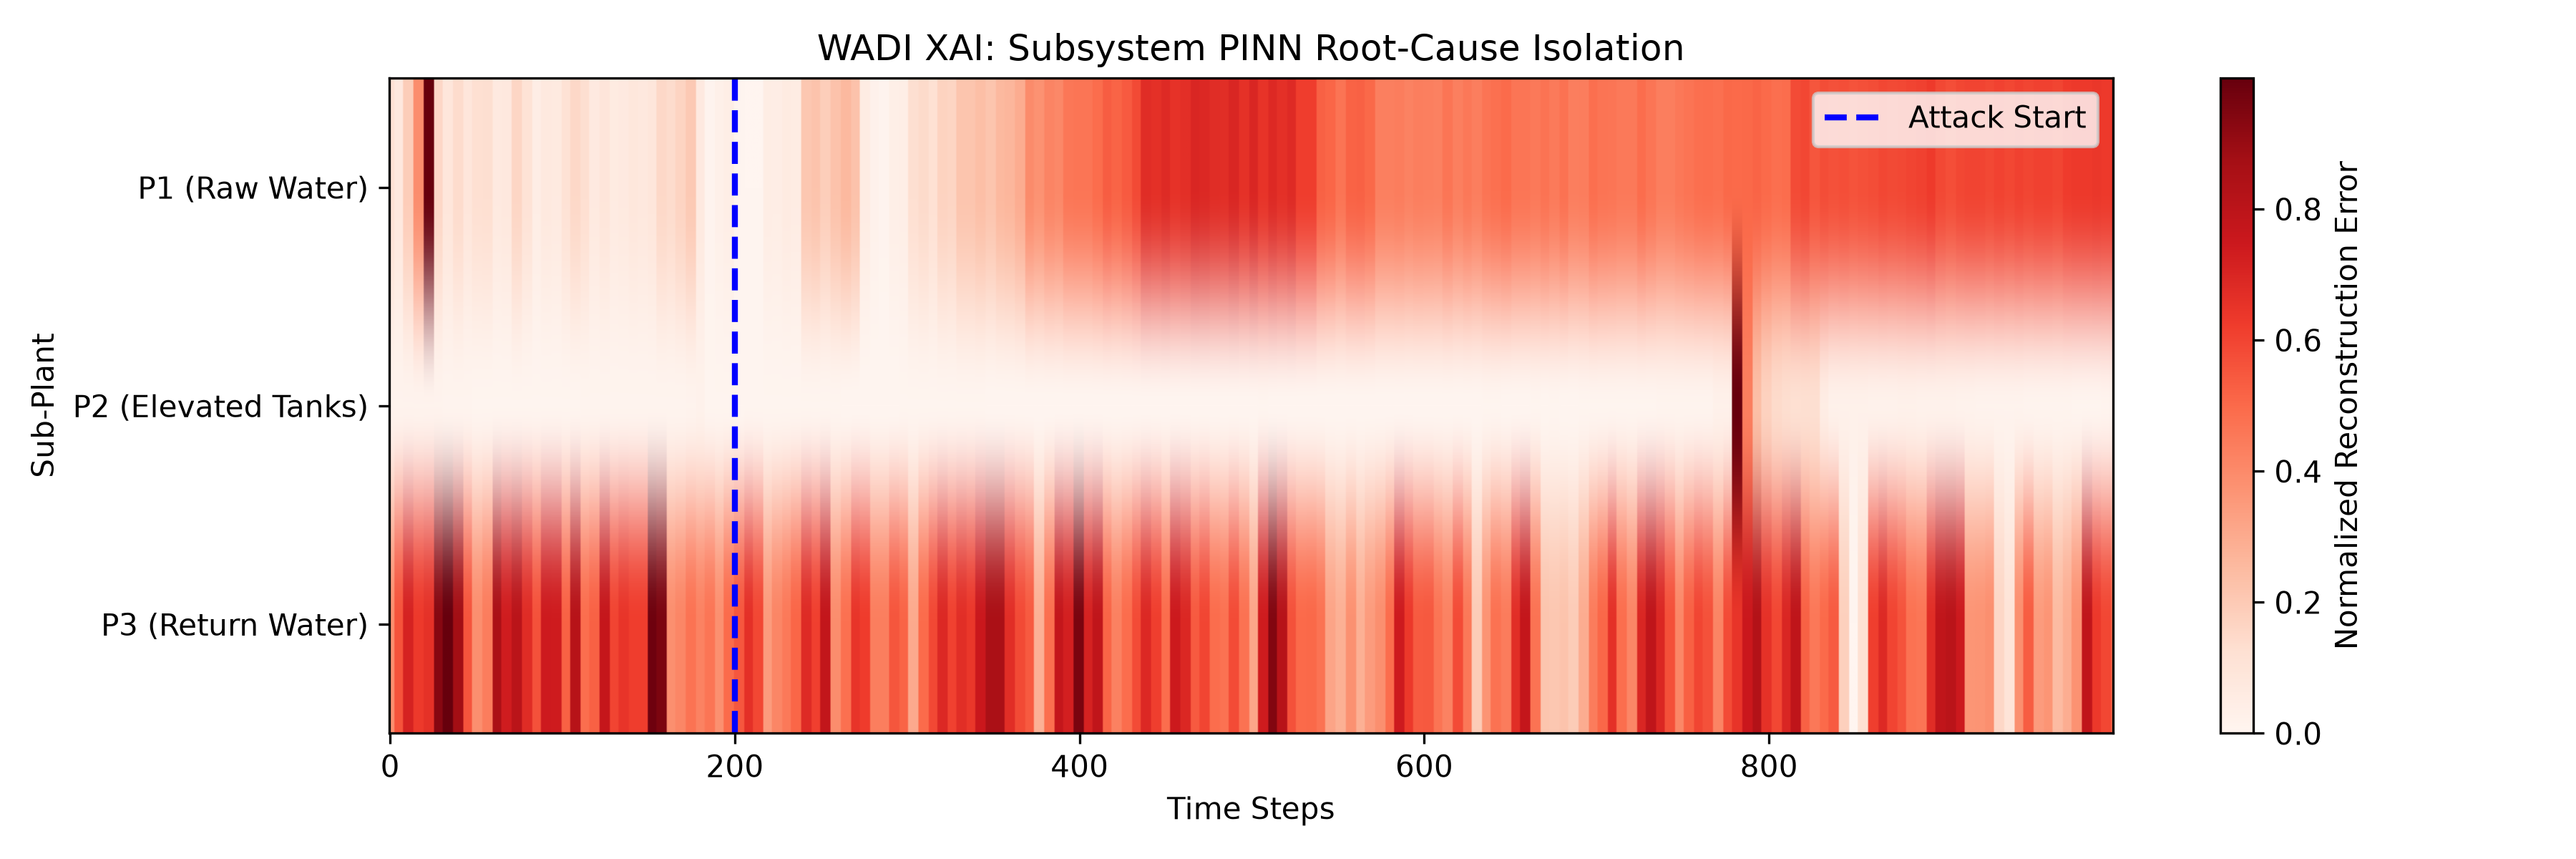 WADI XAI: Subsystem PINN Root-Cause Isolation
Attack Start
P1 (Raw Water)
P2 (Elevated Tanks)
P3 (Return Water)
Sub-Plant
0
200
400
600
800
Time Steps
0.8
0.6
0.4
0.2
0.0
Normalized Reconstruction Error